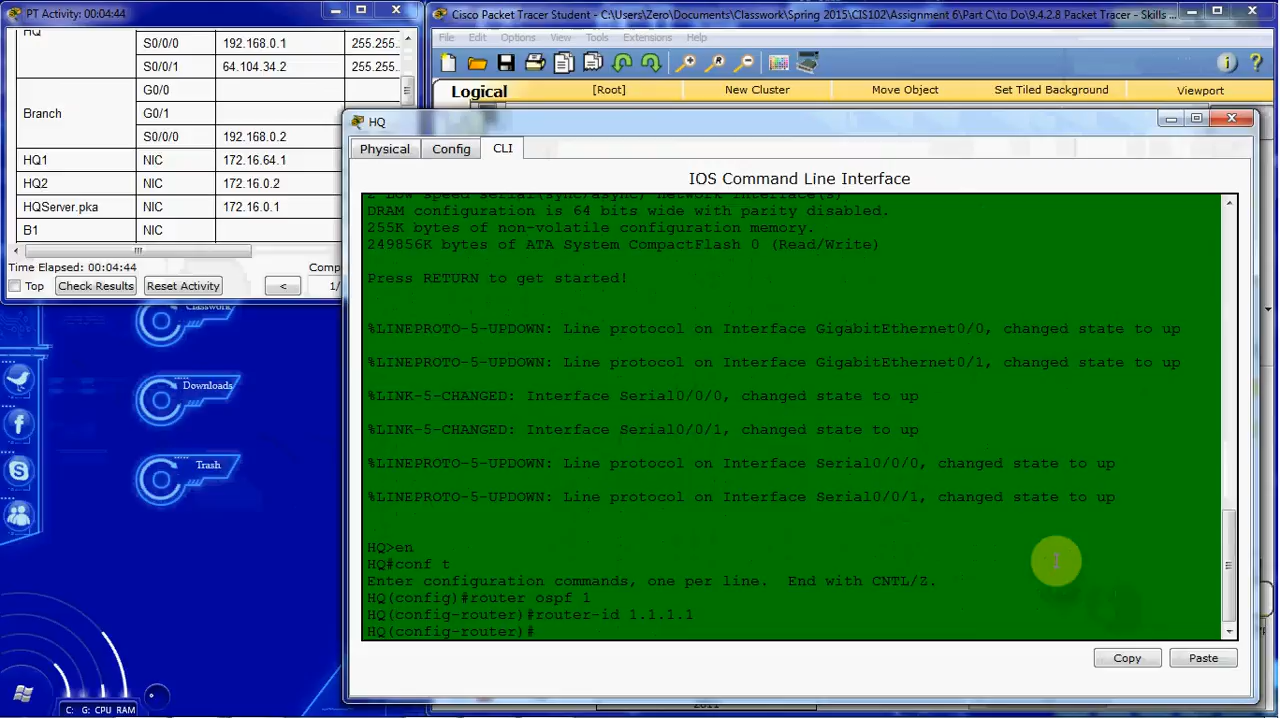 PT Activity: 00:04:44
HQ
S0/0/0 192.168.0.1 255.255.
S0/0/1 64.104.34.2 255.255.
Branch
G0/0
G0/1
S0/0/0 192.168.0.2
HQ1 NIC 172.16.64.1
HQ2 NIC 172.16.0.2
HQServer.pka NIC 172.16.0.1
B1 NIC
Time Elapsed: 00:04:44
Top Check Results Reset Activity < 1/
Cisco Packet Tracer Student - C:\Users\Zero\Documents\Classwork\Spring 2015\CIS102\Assignment 6\Part C\to Do\9.4.2.8 Packet Tracer - Skills ...
File Edit Options View Tools Extensions Help
Logical [Root] New Cluster Move Object Set Tiled Background Viewport
HQ
Physical Config CLI
IOS Command Line Interface
2 Low-speed serial(sync/async) network interface(s)
DRAM configuration is 64 bits wide with parity disabled.
255K bytes of non-volatile configuration memory.
249856K bytes of ATA System CompactFlash 0 (Read/Write)
Press RETURN to get started!
%LINEPROTO-5-UPDOWN: Line protocol on Interface GigabitEthernet0/0, changed state to up
%LINEPROTO-5-UPDOWN: Line protocol on Interface GigabitEthernet0/1, changed state to up
%LINK-5-CHANGED: Interface Serial0/0/0, changed state to up
%LINK-5-CHANGED: Interface Serial0/0/1, changed state to up
%LINEPROTO-5-UPDOWN: Line protocol on Interface Serial0/0/0, changed state to up
%LINEPROTO-5-UPDOWN: Line protocol on Interface Serial0/0/1, changed state to up
HQ>en
HQ#conf t
Enter configuration commands, one per line.  End with CNTL/Z.
HQ(config)#router ospf 1
HQ(config-router)#router-id 1.1.1.1
HQ(config-router)#
Copy Paste
Classwork
Downloads
Trash
C: G: CPU RAM
2811